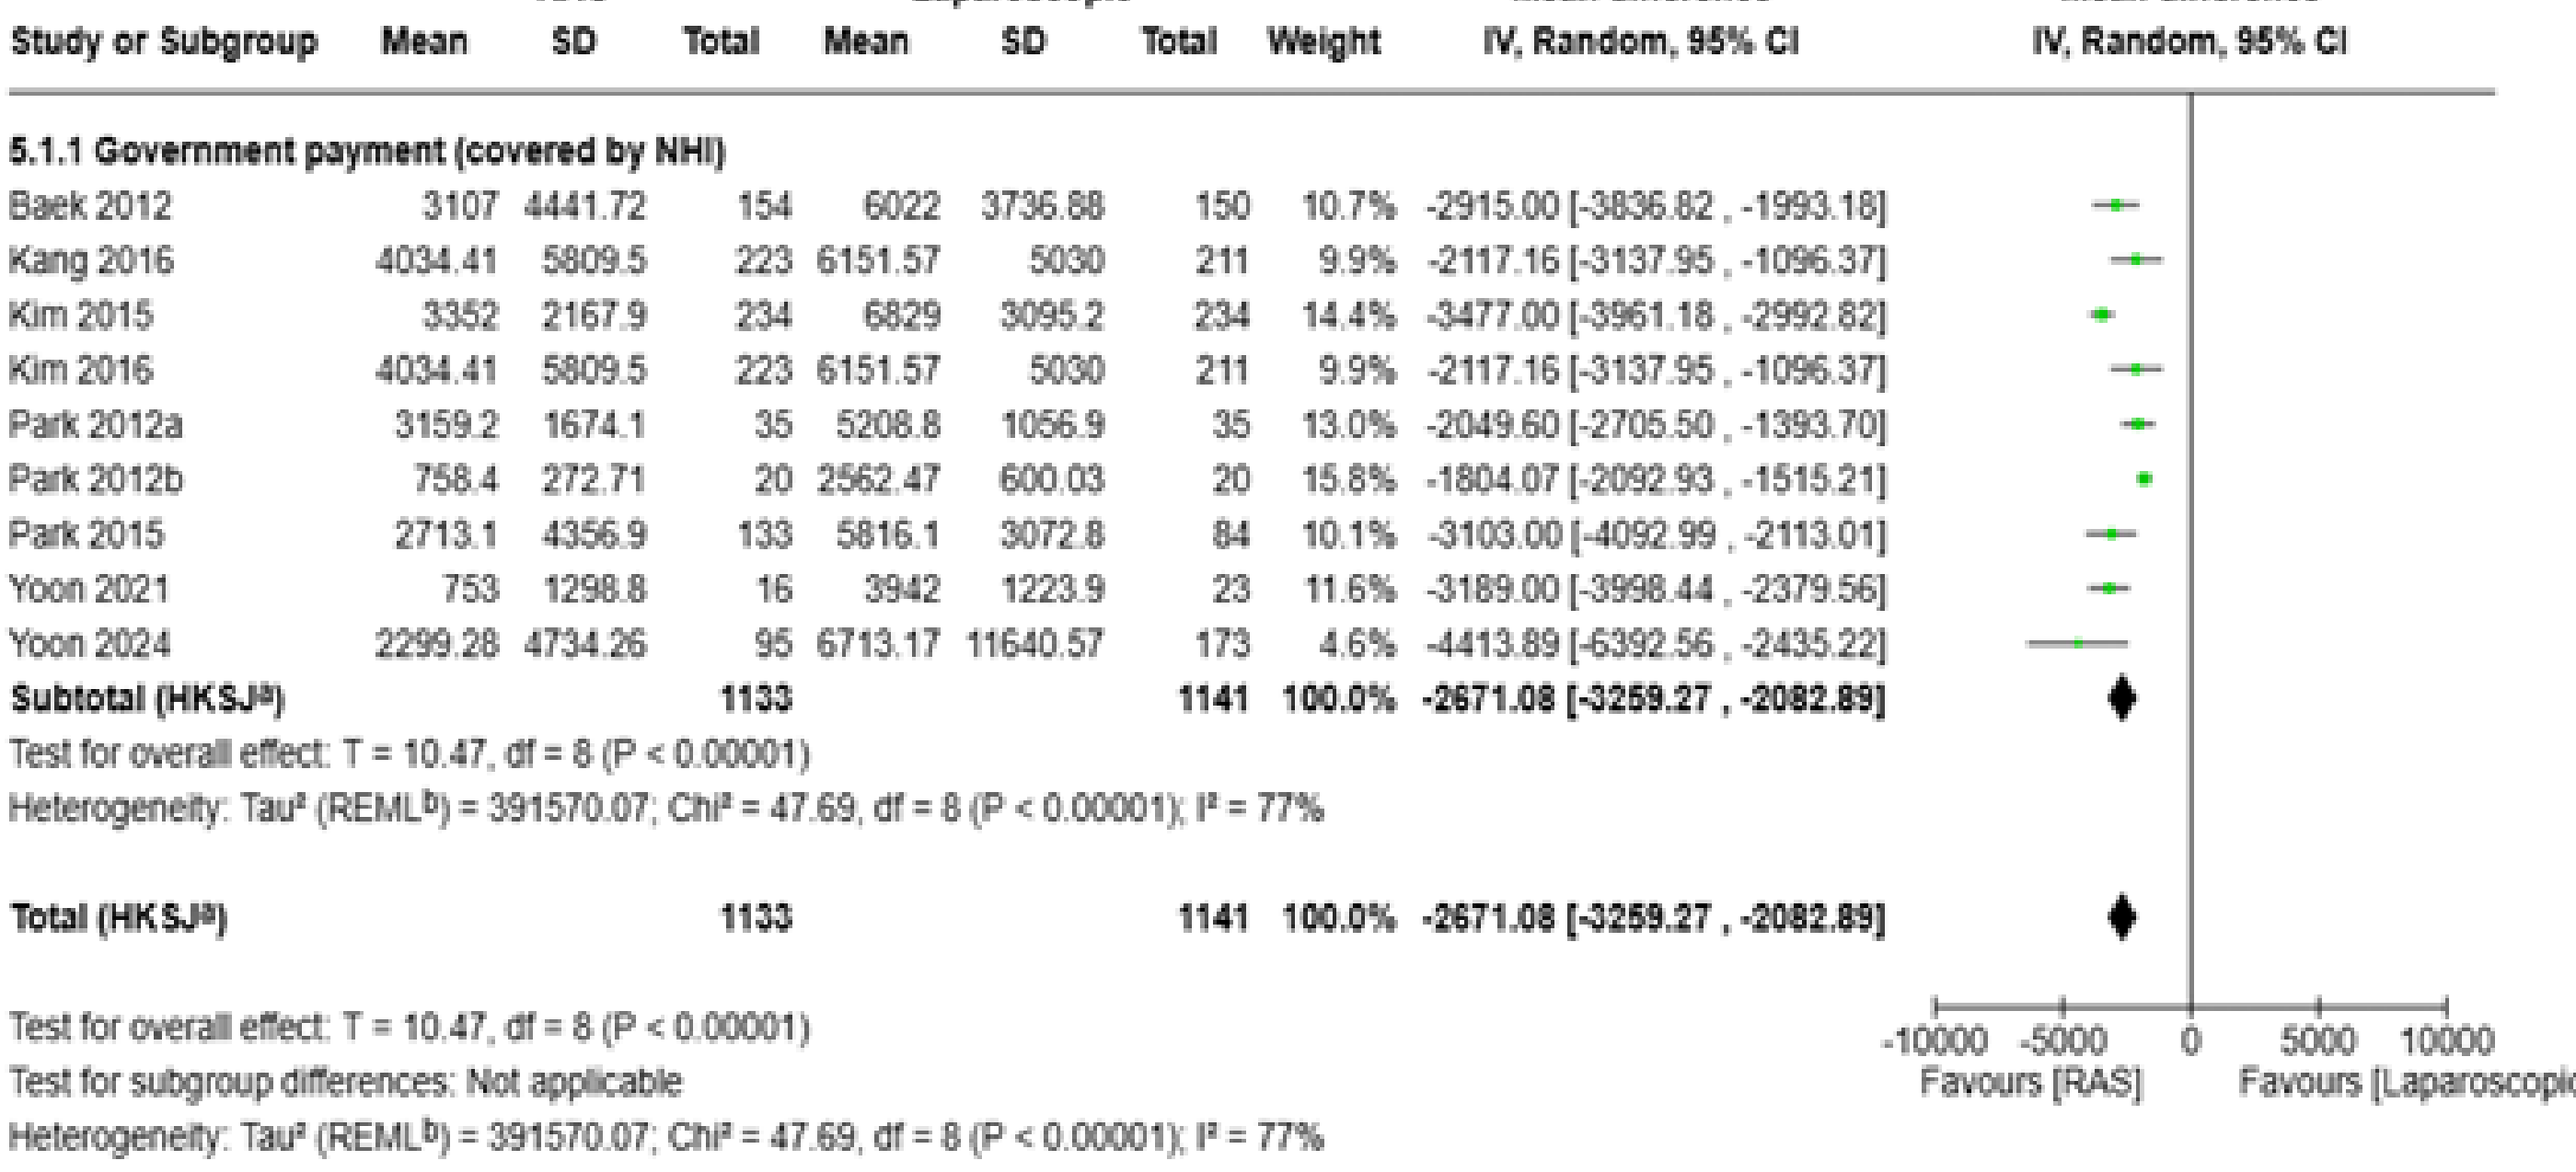 Study or Subgroup Mean SD Total Mean SD Total Weight IV, Random, 95% CI IV, Random, 95% CI
5.1.1 Government payment (covered by NHI)
Baek 2012 3107 4441.72 154 6022 3736.88 150 10.7% -2915.00 [-3836.82 , -1993.18]
Kang 2016 4034.41 5809.5 223 6151.57 5030 211 9.9% -2117.16 [-3137.95 , -1096.37]
Kim 2015 3352 2167.9 234 6829 3095.2 234 14.4% -3477.00 [-3961.18 , -2992.82]
Kim 2016 4034.41 5809.5 223 6151.57 5030 211 9.9% -2117.16 [-3137.95 , -1096.37]
Park 2012a 3159.2 1674.1 35 5208.8 1056.9 35 13.0% -2049.60 [-2705.50 , -1393.70]
Park 2012b 758.4 272.71 20 2562.47 600.03 20 15.8% -1804.07 [-2092.93 , -1515.21]
Park 2015 2713.1 4356.9 133 5816.1 3072.8 84 10.1% -3103.00 [-4092.99 , -2113.01]
Yoon 2021 753 1298.8 16 3942 1223.9 23 11.6% -3189.00 [-3998.44 , -2379.56]
Yoon 2024 2299.28 4734.26 95 6713.17 11640.57 173 4.6% -4413.89 [-6392.56 , -2435.22]
Subtotal (HKSJᵃ) 1133 1141 100.0% -2671.08 [-3259.27 , -2082.89]
Test for overall effect: T = 10.47, df = 8 (P < 0.00001)
Heterogeneity: Tau² (REMLᵇ) = 391570.07; Chi² = 47.69, df = 8 (P < 0.00001); I² = 77%
Total (HKSJᵃ) 1133 1141 100.0% -2671.08 [-3259.27 , -2082.89]
Test for overall effect: T = 10.47, df = 8 (P < 0.00001)
-10000 -5000 0 5000 10000
Test for subgroup differences: Not applicable
Favours [RAS] Favours [Laparoscopic
Heterogeneity: Tau² (REMLᵇ) = 391570.07; Chi² = 47.69, df = 8 (P < 0.00001); I² = 77%